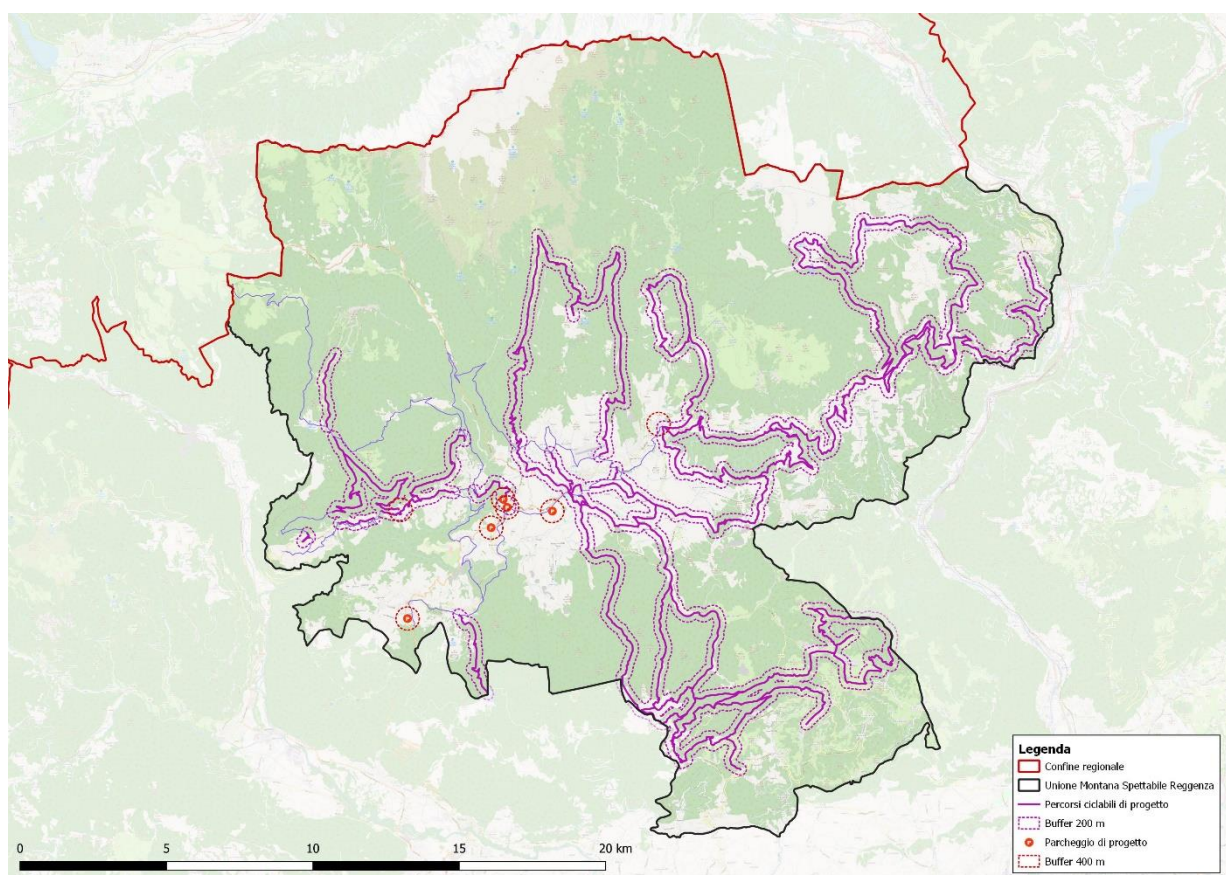 Legenda
Confine regionale
Unione Montana Spettabile Reggenza
Percorsi ciclabili di progetto
Buffer 200 m
P Parcheggio di progetto
Buffer 400 m
0 5 10 15 20 km